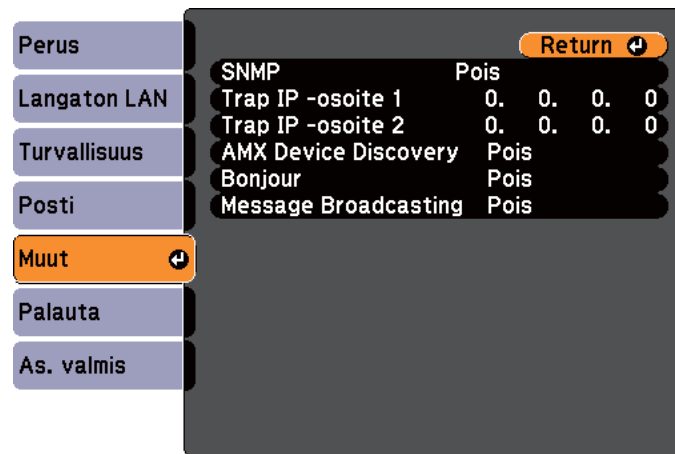 Perus
Langaton LAN
Turvallisuus
Posti
Muut
Palauta
As. valmis
Return
SNMP Pois
Trap IP -osoite 1 0. 0. 0. 0
Trap IP -osoite 2 0. 0. 0. 0
AMX Device Discovery Pois
Bonjour Pois
Message Broadcasting Pois